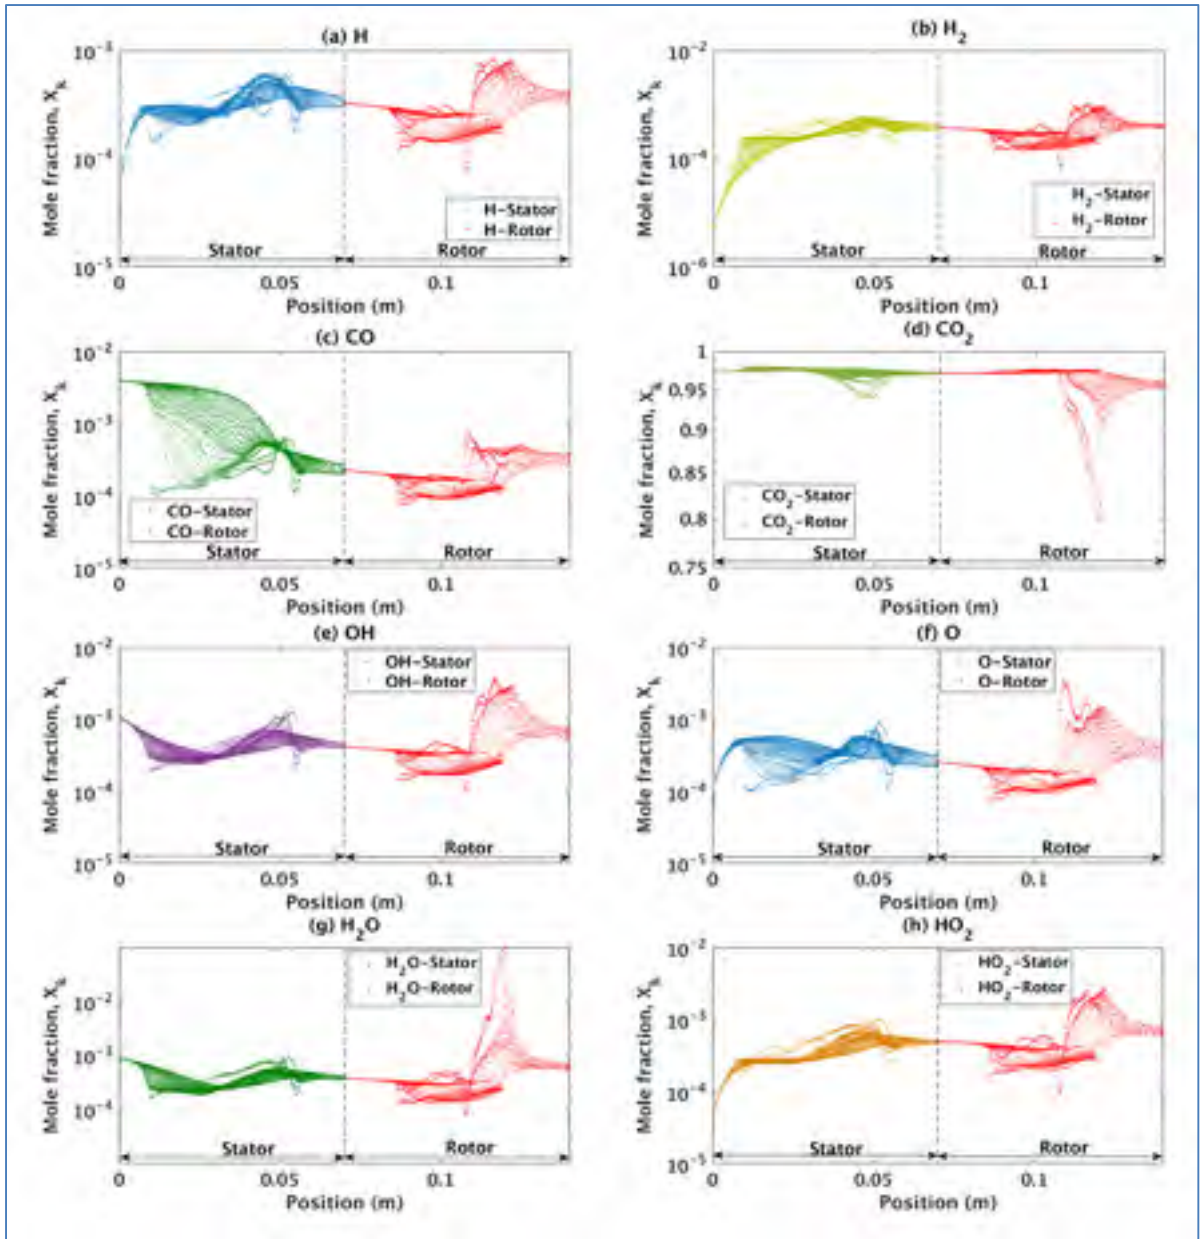 (a) H
10⁻³
10⁻⁴
10⁻⁵
Mole fraction, Xₖ
H-Stator
H-Rotor
Stator
Rotor
0
0.05
0.1
Position (m)
(b) H₂
10⁻²
10⁻⁴
10⁻⁶
Mole fraction, Xₖ
H₂-Stator
H₂-Rotor
Stator
Rotor
0
0.05
0.1
Position (m)
(c) CO
10⁻²
10⁻³
10⁻⁴
10⁻⁵
Mole fraction, Xₖ
CO-Stator
CO-Rotor
Stator
Rotor
0
0.05
0.1
Position (m)
(d) CO₂
1
0.95
0.9
0.85
0.8
0.75
Mole fraction, Xₖ
CO₂-Stator
CO₂-Rotor
Stator
Rotor
0
0.05
0.1
Position (m)
(e) OH
10⁻²
10⁻³
10⁻⁴
10⁻⁵
Mole fraction, Xₖ
OH-Stator
OH-Rotor
Stator
Rotor
0
0.05
0.1
Position (m)
(f) O
10⁻²
10⁻³
10⁻⁴
10⁻⁵
Mole fraction, Xₖ
O-Stator
O-Rotor
Stator
Rotor
0
0.05
0.1
Position (m)
(g) H₂O
10⁻²
10⁻³
10⁻⁴
Mole fraction, Xₖ
H₂O-Stator
H₂O-Rotor
Stator
Rotor
0
0.05
0.1
Position (m)
(h) HO₂
10⁻²
10⁻³
10⁻⁴
10⁻⁵
Mole fraction, Xₖ
HO₂-Stator
HO₂-Rotor
Stator
Rotor
0
0.05
0.1
Position (m)